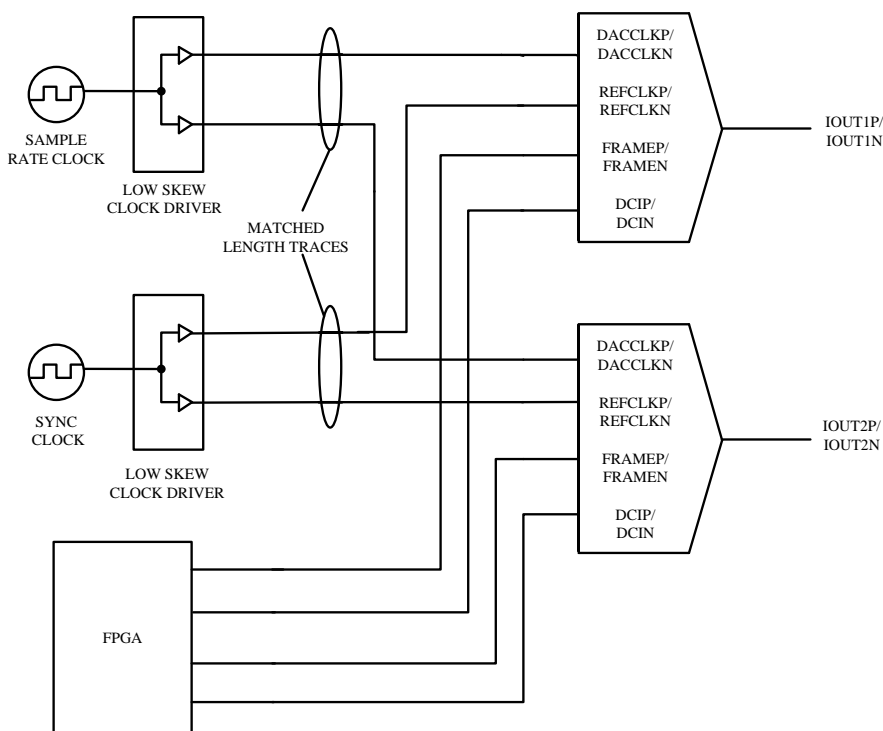 SAMPLE
RATE CLOCK
LOW SKEW
CLOCK DRIVER
MATCHED
LENGTH TRACES
SYNC
CLOCK
LOW SKEW
CLOCK DRIVER
FPGA
DACCLKP/
DACCLKN
REFCLKP/
REFCLKN
FRAMEP/
FRAMEN
DCIP/
DCIN
IOUT1P/
IOUT1N
DACCLKP/
DACCLKN
REFCLKP/
REFCLKN
FRAMEP/
FRAMEN
DCIP/
DCIN
IOUT2P/
IOUT2N